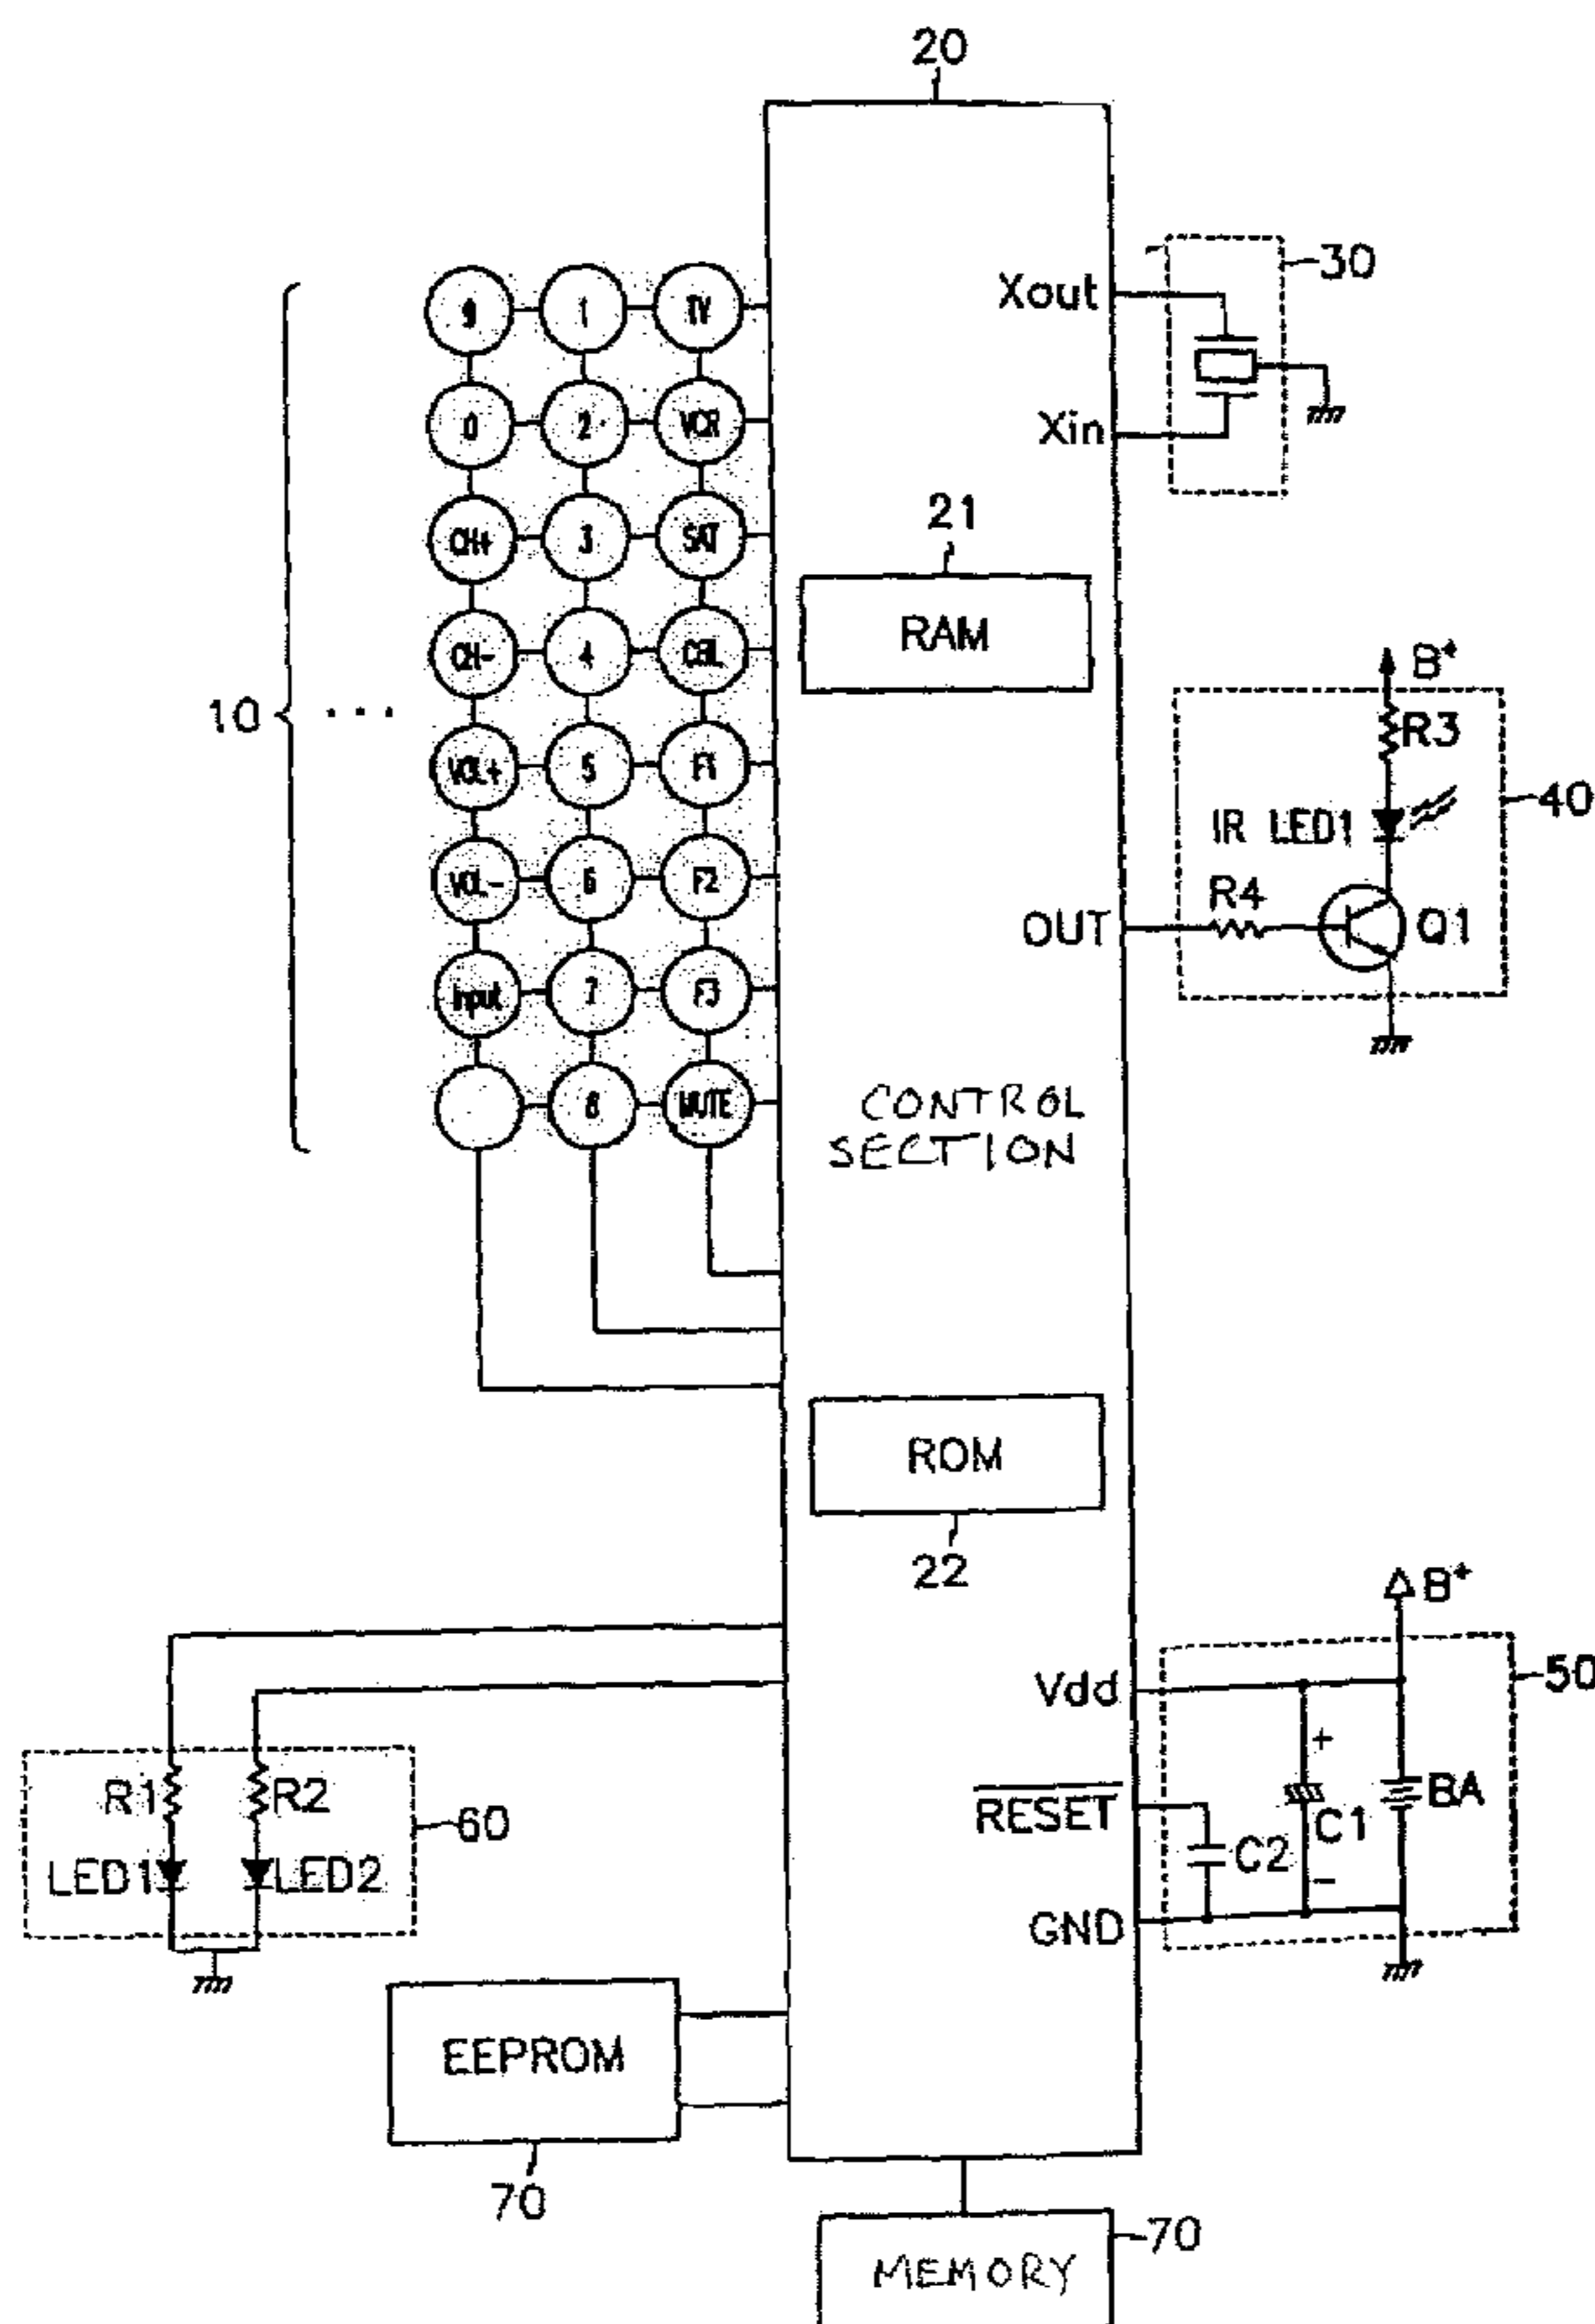 20
30
Xout
Xin
9 1 TV
0 2 VCR
CH+ 3 SAT
CH- 4 CBL
VOL+ 5 F1
VOL- 6 F2
Input 7 F3
8 MUTE
10 ...
21
RAM
B+
R3
40
IR LED1
R4
OUT
Q1
CONTROL
SECTION
ROM
22
B+
50
Vdd
+
R1 R2
60
RESET
C2 C1 BA
LED1 LED2
-
GND
EEPROM
70
70
MEMORY